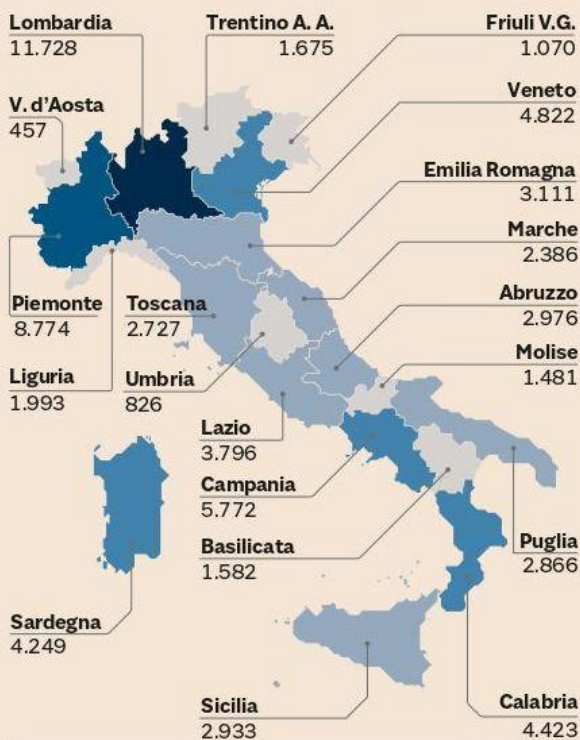 Lombardia
11.728
Trentino A. A.
1.675
Friuli V.G.
1.070
V. d'Aosta
457
Veneto
4.822
Emilia Romagna
3.111
Marche
2.386
Piemonte
8.774
Toscana
2.727
Abruzzo
2.976
Liguria
1.993
Umbria
826
Molise
1.481
Lazio
3.796
Campania
5.772
Basilicata
1.582
Puglia
2.866
Sardegna
4.249
Sicilia
2.933
Calabria
4.423